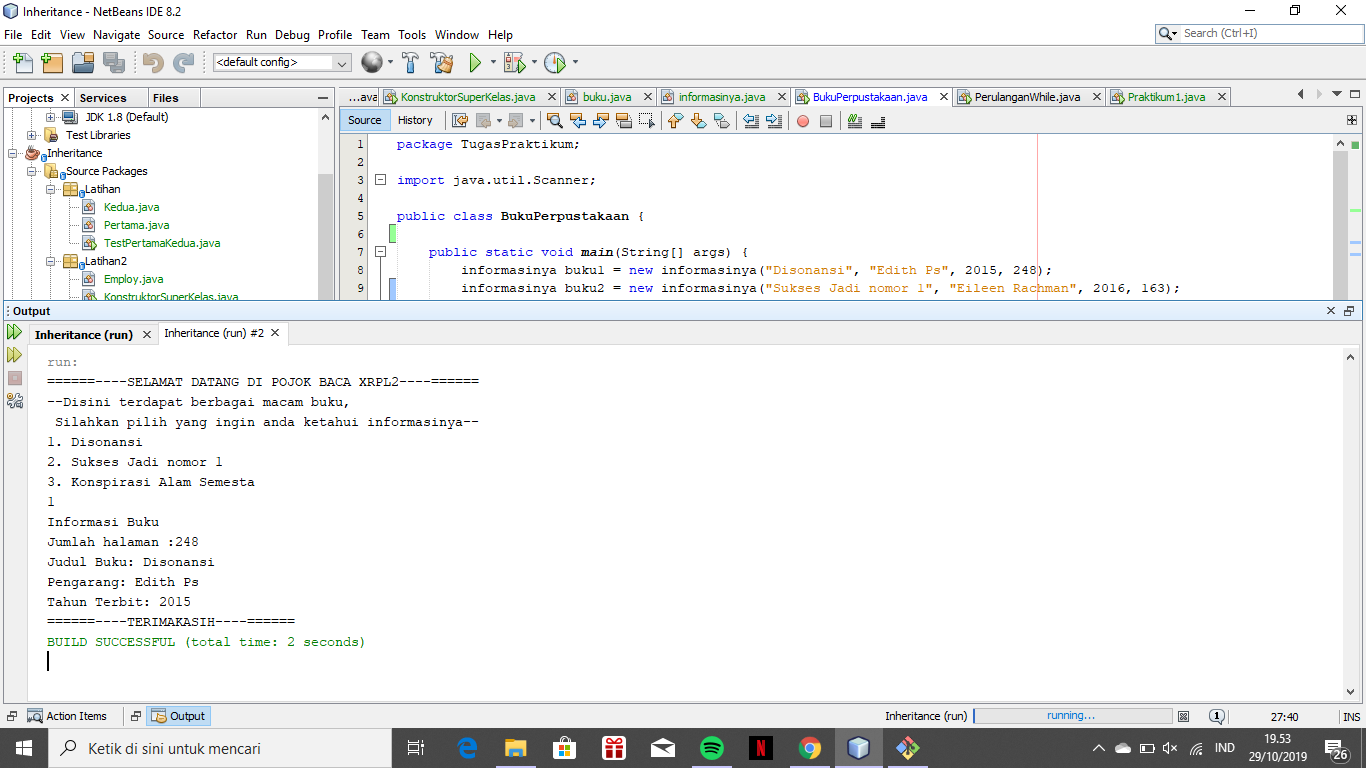 Inheritance - NetBeans IDE 8.2
File Edit View Navigate Source Refactor Run Debug Profile Team Tools Window Help
Search (Ctrl+I)
<default config>
Projects Services Files
...ava KonstruktorSuperKelas.java buku.java informasinya.java BukuPerpustakaan.java PerulanganWhile.java Praktikum1.java
JDK 1.8 (Default)
Test Libraries
Inheritance
Source Packages
Latihan
Kedua.java
Pertama.java
TestPertamaKedua.java
Latihan2
Employ.java
KonstruktorSuperKelas.java
Source History
1 package TugasPraktikum;
2
3 import java.util.Scanner;
4
5 public class BukuPerpustakaan {
6
7 public static void main(String[] args) {
8 informasinya buku1 = new informasinya("Disonansi", "Edith Ps", 2015, 248);
9 informasinya buku2 = new informasinya("Sukses Jadi nomor 1", "Eileen Rachman", 2016, 163);
Output
Inheritance (run) Inheritance (run) #2
run:
======----SELAMAT DATANG DI POJOK BACA XRPL2----======
--Disini terdapat berbagai macam buku,
Silahkan pilih yang ingin anda ketahui informasinya--
1. Disonansi
2. Sukses Jadi nomor 1
3. Konspirasi Alam Semesta
1
Informasi Buku
Jumlah halaman :248
Judul Buku: Disonansi
Pengarang: Edith Ps
Tahun Terbit: 2015
======----TERIMAKASIH----======
BUILD SUCCESSFUL (total time: 2 seconds)
Action Items Output
Inheritance (run) running... 1 27:40 INS
Ketik di sini untuk mencari
IND
19.53
29/10/2019
26